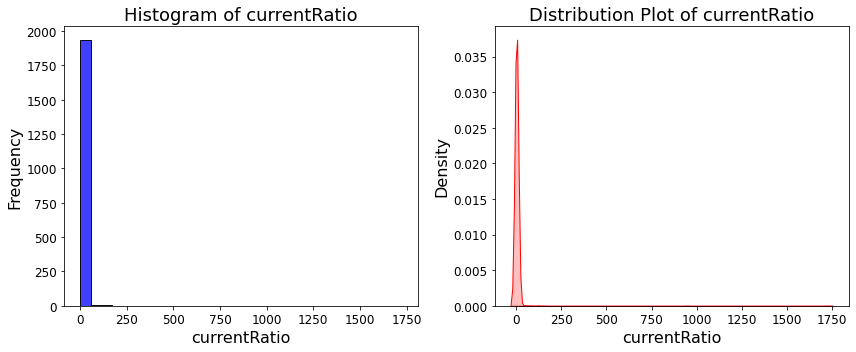 Histogram of currentRatio
2000
1750
1500
1250
1000
750
500
250
0
Frequency
0 250 500 750 1000 1250 1500 1750
currentRatio
Distribution Plot of currentRatio
0.035
0.030
0.025
0.020
0.015
0.010
0.005
0.000
Density
0 250 500 750 1000 1250 1500 1750
currentRatio